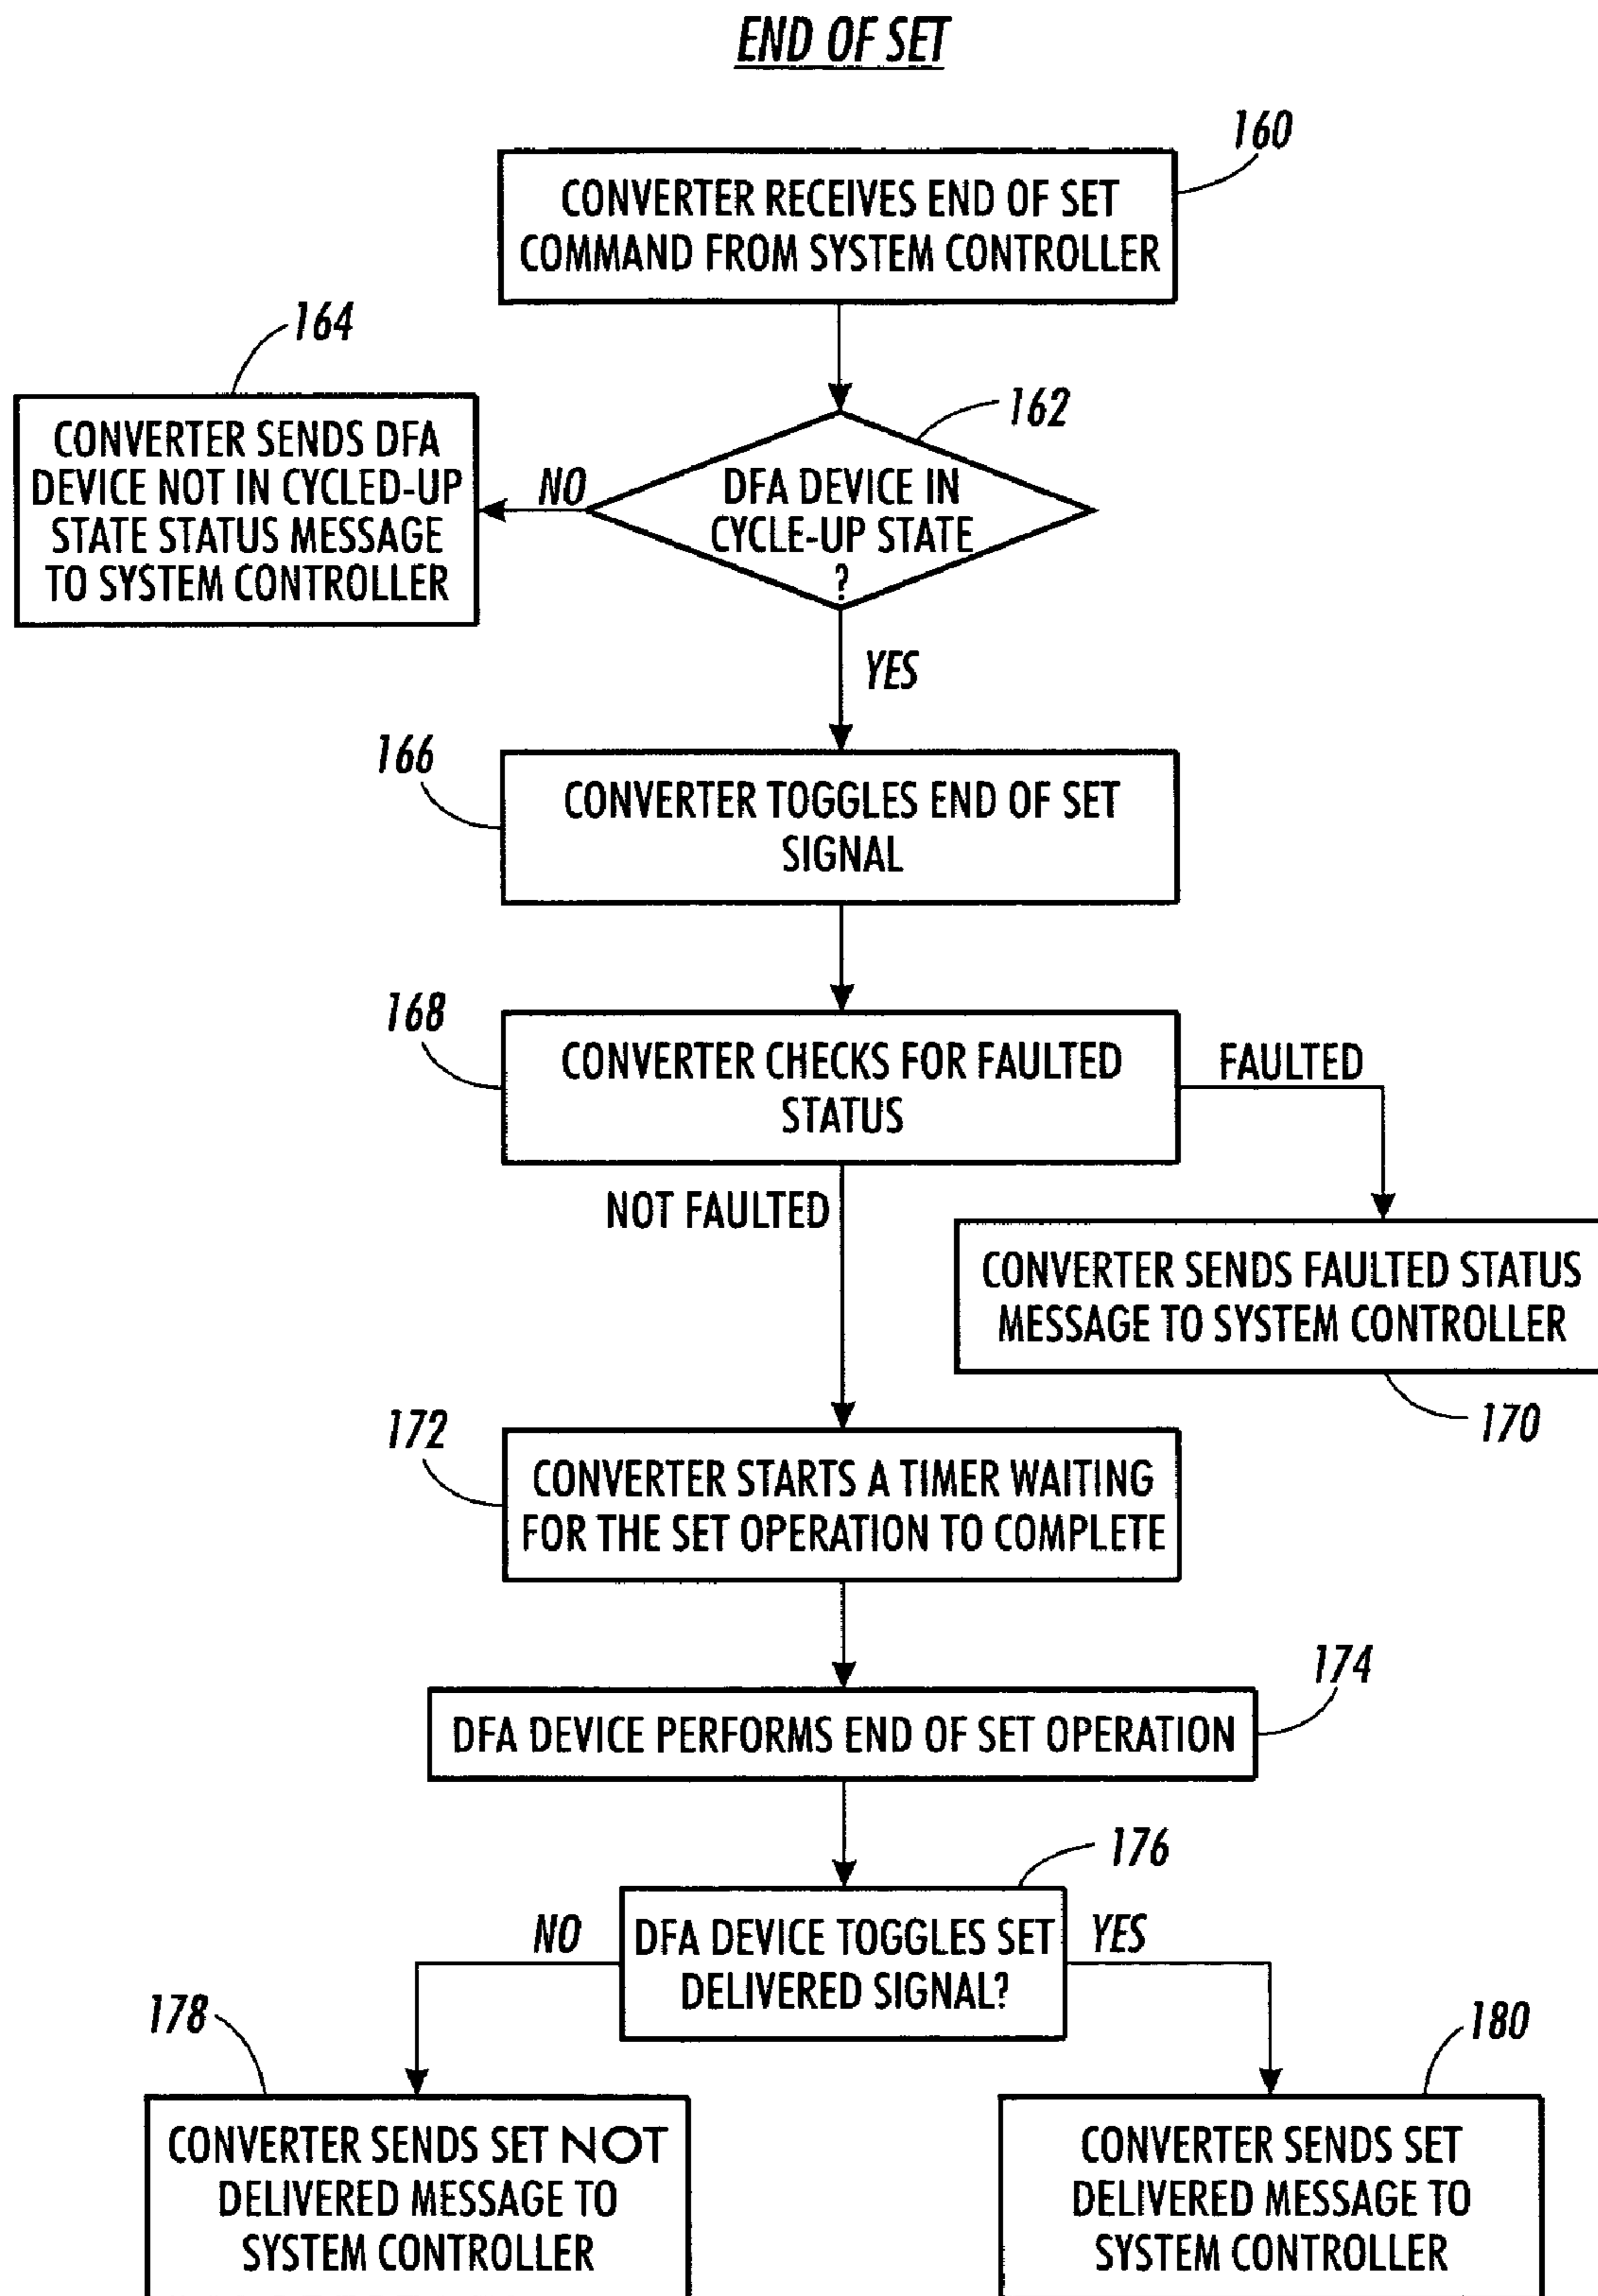 END OF SET
160
CONVERTER RECEIVES END OF SET
COMMAND FROM SYSTEM CONTROLLER
164
CONVERTER SENDS DFA
DEVICE NOT IN CYCLED-UP
STATE STATUS MESSAGE
TO SYSTEM CONTROLLER
162
NO
DFA DEVICE IN
CYCLE-UP STATE
?
YES
166
CONVERTER TOGGLES END OF SET
SIGNAL
168
CONVERTER CHECKS FOR FAULTED
STATUS
FAULTED
NOT FAULTED
CONVERTER SENDS FAULTED STATUS
MESSAGE TO SYSTEM CONTROLLER
170
172
CONVERTER STARTS A TIMER WAITING
FOR THE SET OPERATION TO COMPLETE
174
DFA DEVICE PERFORMS END OF SET OPERATION
176
NO
DFA DEVICE TOGGLES SET
DELIVERED SIGNAL?
YES
178
CONVERTER SENDS SET NOT
DELIVERED MESSAGE TO
SYSTEM CONTROLLER
180
CONVERTER SENDS SET
DELIVERED MESSAGE TO
SYSTEM CONTROLLER